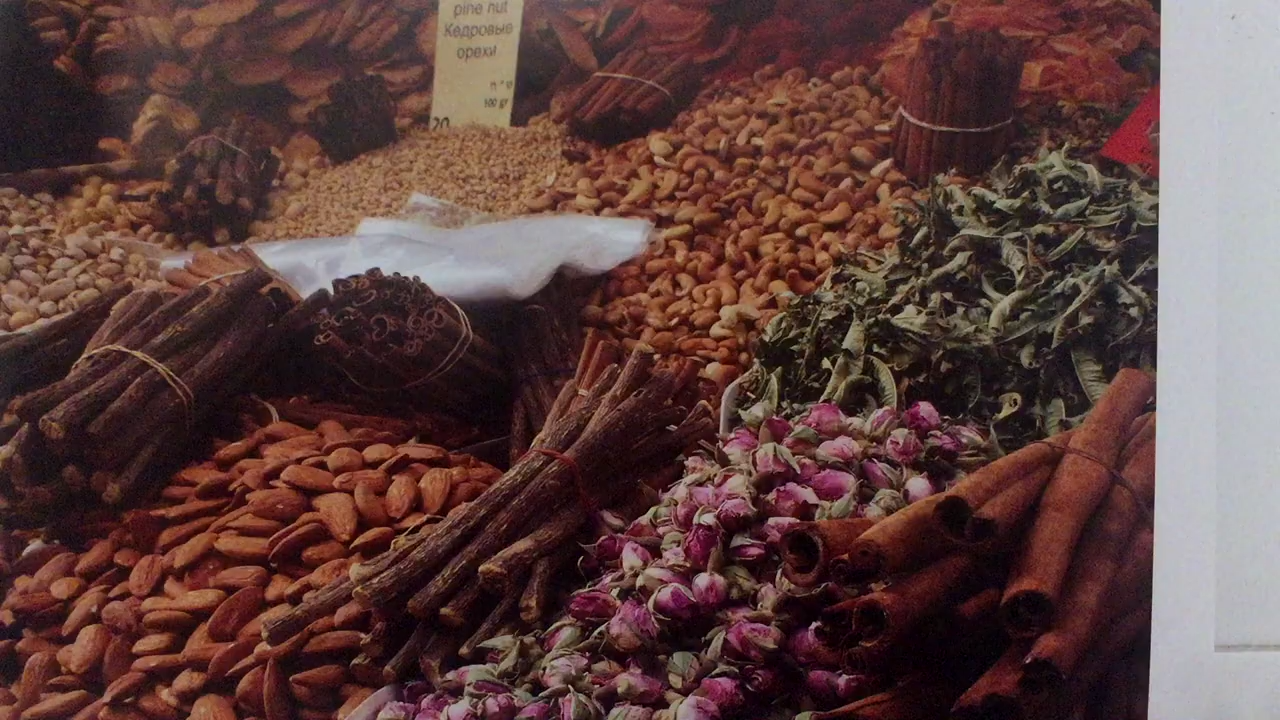 pine nut
Кедровые
орехи
100 gr
20